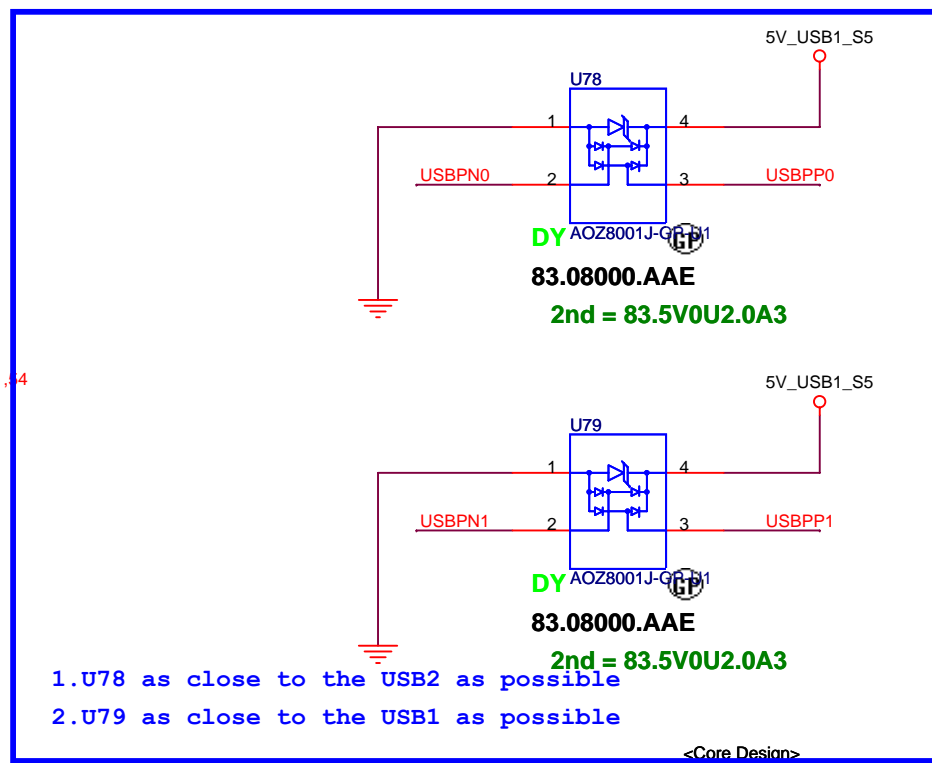 5V_USB1_S5
U78
1
4
USBPN0
2
3
USBPP0
DY
AOZ8001J-GP-U1
GP
83.08000.AAE
2nd = 83.5V0U2.0A3
,54
5V_USB1_S5
U79
1
4
USBPN1
2
3
USBPP1
DY
AOZ8001J-GP-U1
GP
83.08000.AAE
2nd = 83.5V0U2.0A3
1.U78 as close to the USB2 as possible
2.U79 as close to the USB1 as possible
<Core Design>